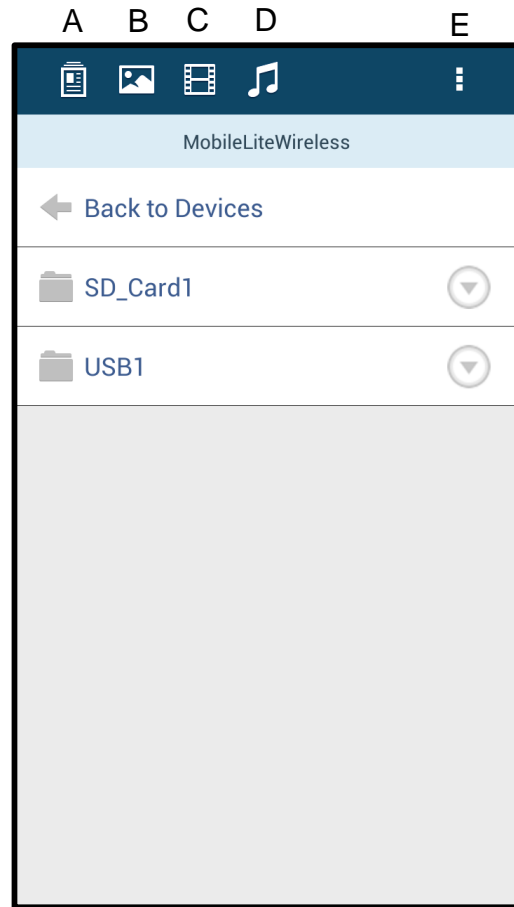 A B C D E
MobileLiteWireless
Back to Devices
SD_Card1
USB1